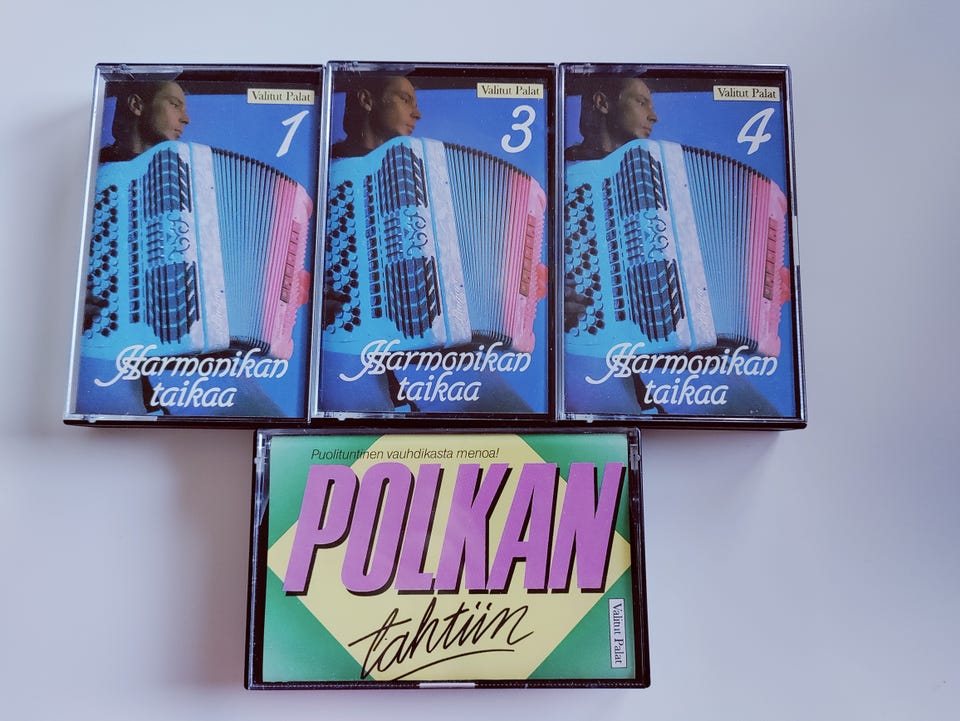 Valitut Palat
1
Harmonikan
taikaa
Valitut Palat
3
Harmonikan
taikaa
Valitut Palat
4
Harmonikan
taikaa
Puolituntinen vauhdikasta menoa!
POLKAN
tahtiin
Valitut Palat